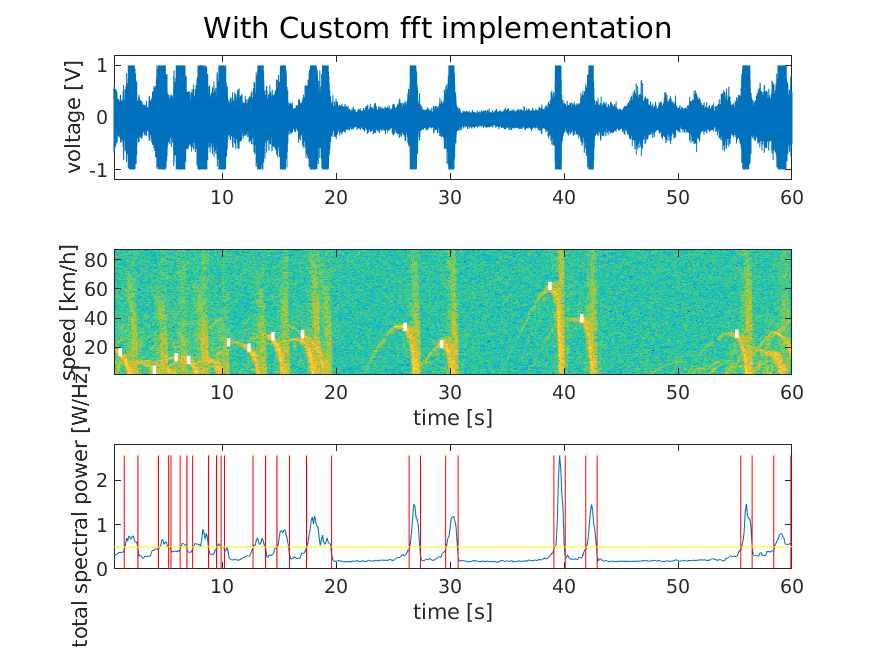 With Custom fft implementation
voltage [V]
1
0
-1
10 20 30 40 50 60
speed [km/h]
80
60
40
20
10 20 30 40 50 60
time [s]
total spectral power [W/Hz]
2
1
0
10 20 30 40 50 60
time [s]